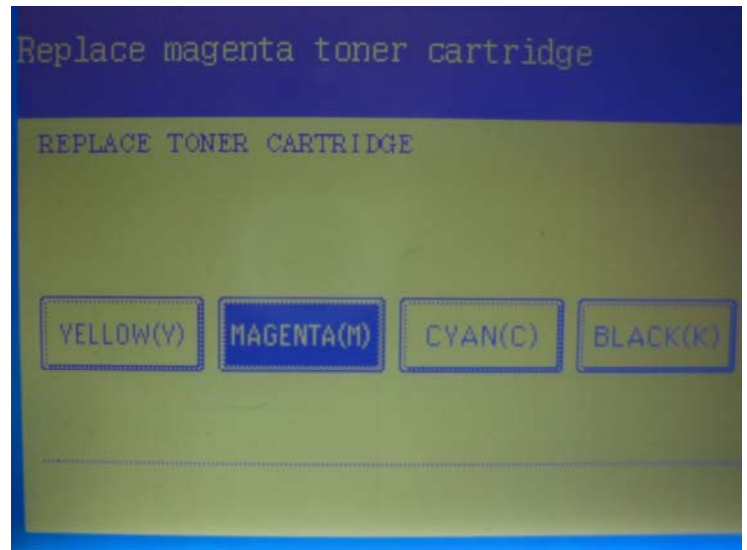 Replace magenta toner cartridge
REPLACE TONER CARTRIDGE
YELLOW(Y) MAGENTA(M) CYAN(C) BLACK(K)